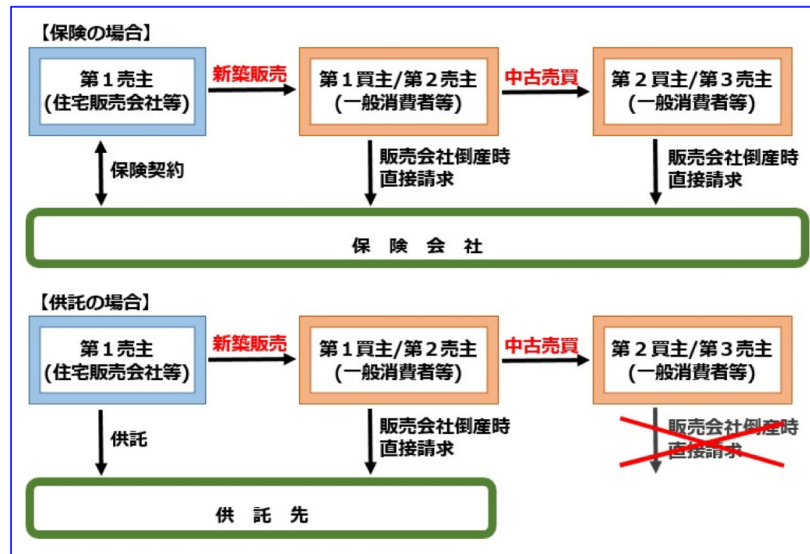 【保険の場合】
第１売主
(住宅販売会社等)
新築販売
第１買主/第２売主
(一般消費者等)
中古売買
第２買主/第３売主
(一般消費者等)
保険契約
販売会社倒産時
直接請求
販売会社倒産時
直接請求
保 険 会 社
【供託の場合】
第１売主
(住宅販売会社等)
新築販売
第１買主/第２売主
(一般消費者等)
中古売買
第２買主/第３売主
(一般消費者等)
供託
販売会社倒産時
直接請求
販売会社倒産時
直接請求
供 託 先